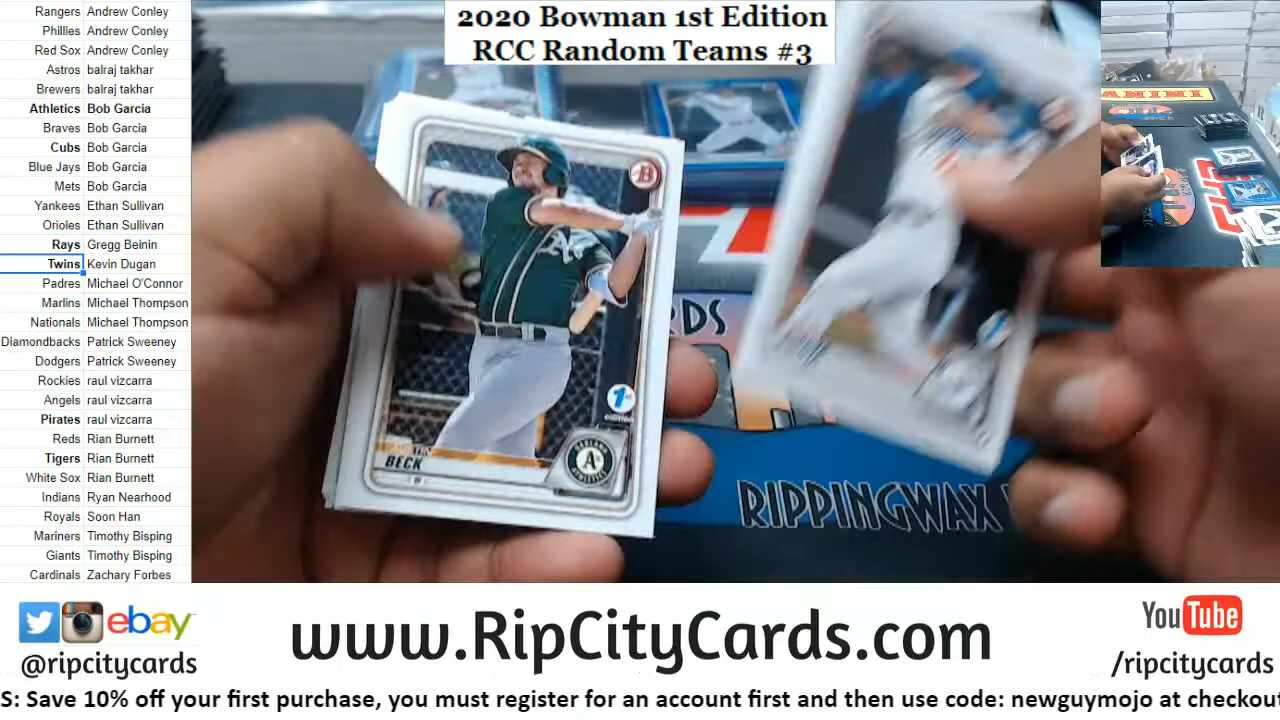 2020 Bowman 1st Edition
RCC Random Teams #3
Rangers Andrew Conley
Phillies Andrew Conley
Red Sox Andrew Conley
Astros balraj takhar
Brewers balraj takhar
Athletics Bob Garcia
Braves Bob Garcia
Cubs Bob Garcia
Blue Jays Bob Garcia
Mets Bob Garcia
Yankees Ethan Sullivan
Orioles Ethan Sullivan
Rays Gregg Beinin
Twins Kevin Dugan
Padres Michael O'Connor
Marlins Michael Thompson
Nationals Michael Thompson
Diamondbacks Patrick Sweeney
Dodgers Patrick Sweeney
Rockies raul vizcarra
Angels raul vizcarra
Pirates raul vizcarra
Reds Rian Burnett
Tigers Rian Burnett
White Sox Rian Burnett
Indians Ryan Nearhood
Royals Soon Han
Mariners Timothy Bisping
Giants Timothy Bisping
Cardinals Zachary Forbes
PANINI
B
A's
1st
edition
BECK
A
RDS
RIPPINGWAX
ebay
@ripcitycards
www.RipCityCards.com
YouTube
/ripcitycards
S: Save 10% off your first purchase, you must register for an account first and then use code: newguymojo at checkout